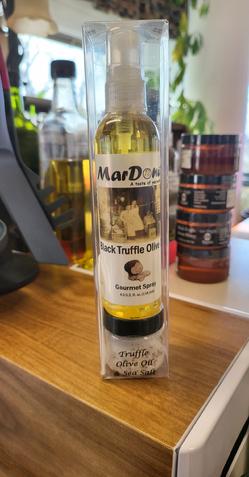 MarDona
A taste of
Black Truffle Olive
Gourmet Spray
Truffle
Olive Oil
& Sea Salt